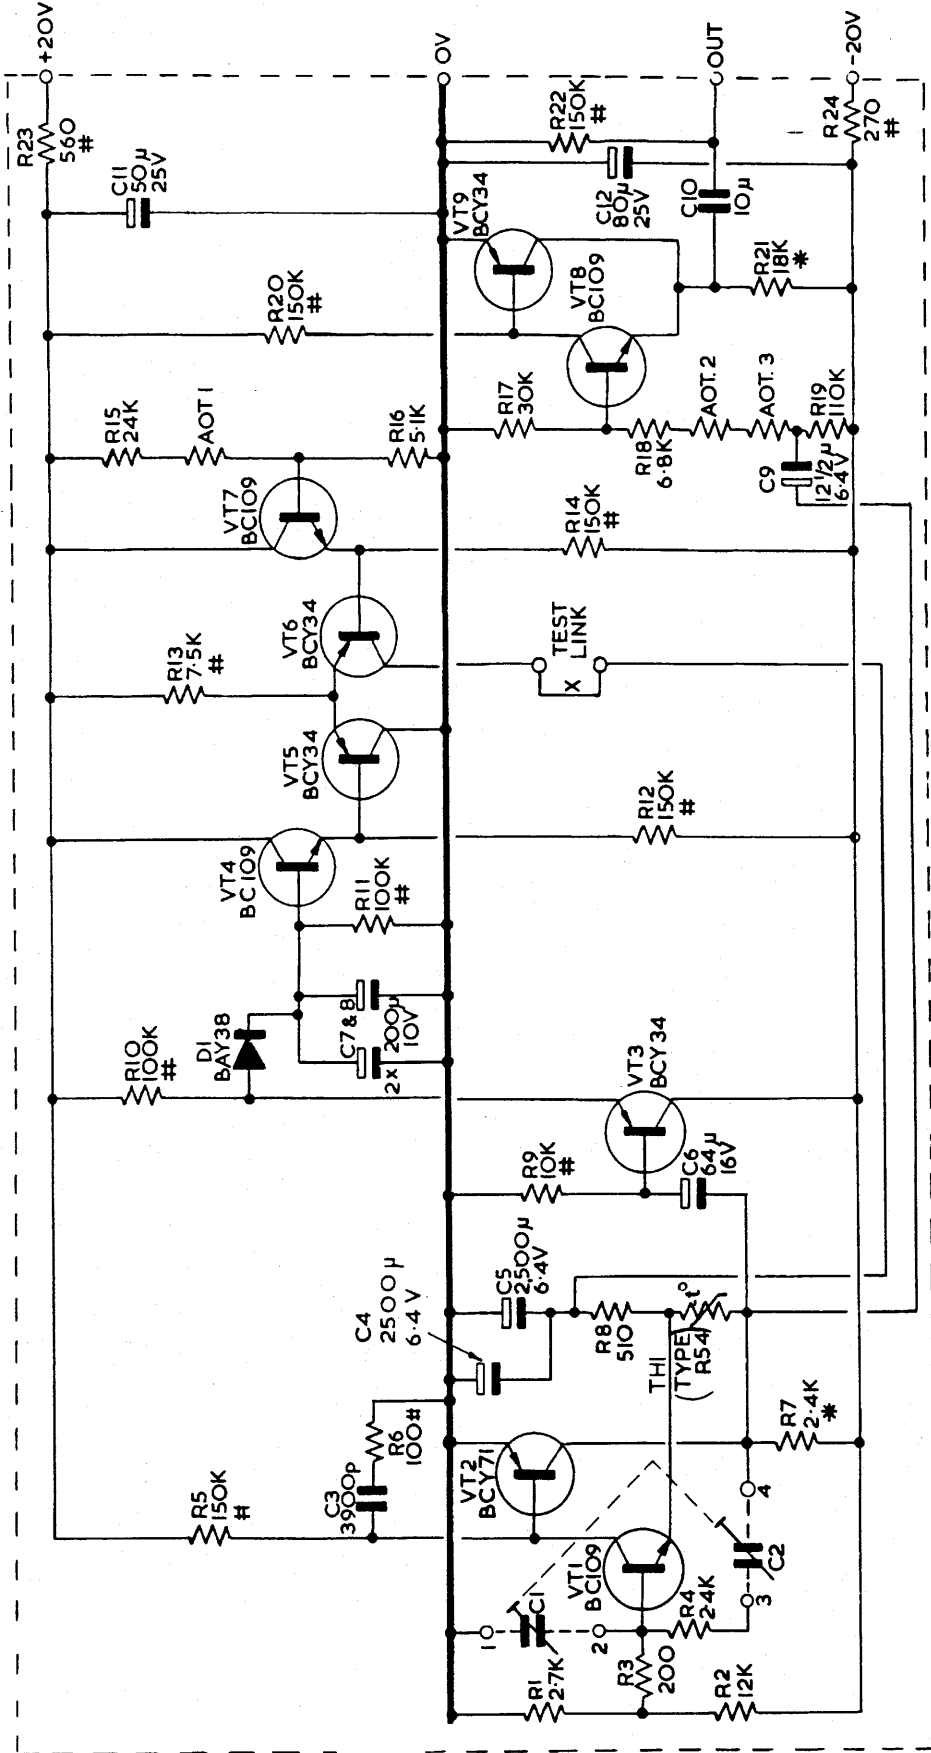 +20V
0V
OUT
-20V
R23
560
#
C11
50μ
25V
R22
150K
#
R24
270
#
VT9
BCY34
C12
80μ
25V
C10
10μ
R20
150K
#
VT8
BC109
R21
18K
*
R15
24K
AOT1
R16
5·1K
R17
30K
R18
6·8K
AOT.2
AOT.3
R19
110K
C9
12½μ
6·4V
VT7
BC109
R14
150K
#
VT6
BCY34
R13
7·5K
#
TEST
LINK
X
VT5
BCY34
R12
150K
#
VT4
BC109
R11
100K
#
D1
BAY38
C7&8
2x 200μ
10V
R10
100K
#
VT3
BCY34
R9
10K
#
C6
64μ
16V
C4
2500μ
6·4V
C5
2,500μ
6·4V
R8
510
TH1
(TYPE
R54)
t°
R6
100#
C3
3900p
R5
150K
#
VT2
BCY71
R7
2·4K
*
VT1
BC109
C1
C2
1
2
3
4
R4
24K
R3
200
R1
2·7K
R2
12K